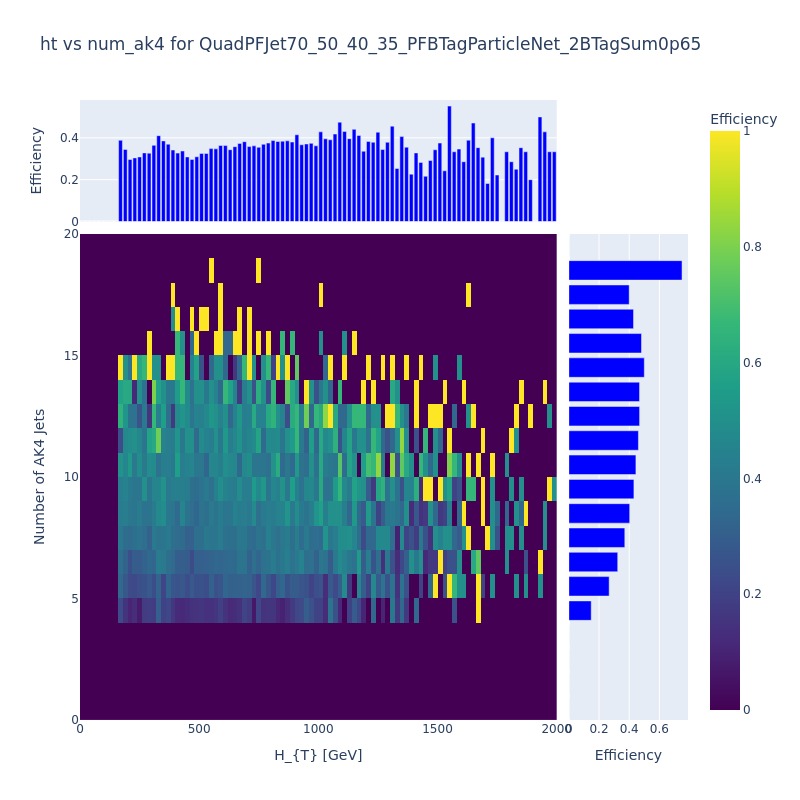 ht vs num_ak4 for QuadPFJet70_50_40_35_PFBTagParticleNet_2BTagSum0p65
Efficiency
0.4
0.2
0
Efficiency
1
0.8
0.6
0.4
0.2
0
Number of AK4 Jets
20
15
10
5
0
0 500 1000 1500 2000
H_{T} [GeV]
0 0.2 0.4 0.6
Efficiency